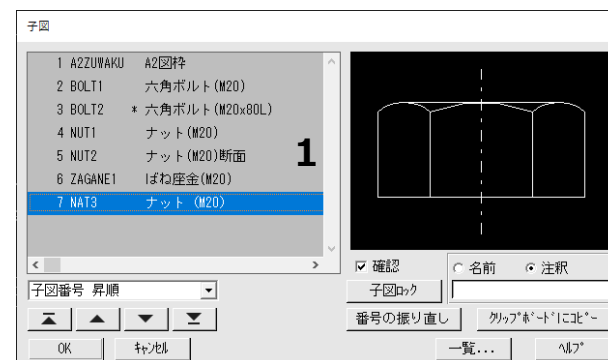 子図
1 A2ZUWAKU A2図枠
2 BOLT1 六角ボルト(M20)
3 BOLT2 * 六角ボルト(M20x80L)
4 NUT1 ナット(M20)
5 NUT2 ナット(M20)断面
6 ZAGANE1 ばね座金(M20)
7 NAT3 ナット (M20)
1
確認
名前 注釈
子図番号 昇順
子図ﾛｯｸ
番号の振り直し ｸﾘｯﾌﾟﾎﾞｰﾄﾞにｺﾋﾟｰ
OK ｷｬﾝｾﾙ 一覧... ﾍﾙﾌﾟ